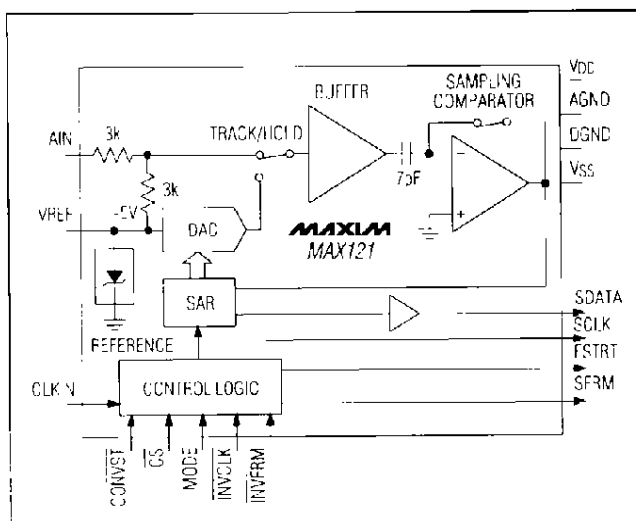 VDD
SAMPLING
COMPARATOR
BUFFER
AGND
DGND
VSS
AIN
3k
TRACK/HOLD
7pF
3k
-5V
VREF
DAC
MAXIM
MAX121
SAR
SDATA
SCLK
FSTRT
SFRM
REFERENCE
CLKIN
CONTROL LOGIC
CONVST
CS
MODE
INVCLK
INVFRM